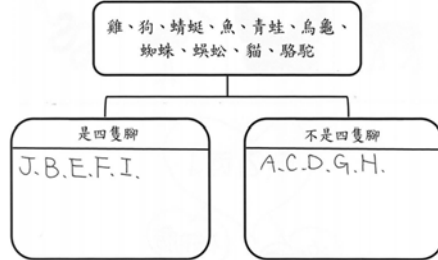 雞、狗、蜻蜓、魚、青蛙、烏龜、
蜘蛛、蜈蚣、貓、駱駝
是四隻腳
不是四隻腳
J.B.E.F.I.
A.C.D.G.H.